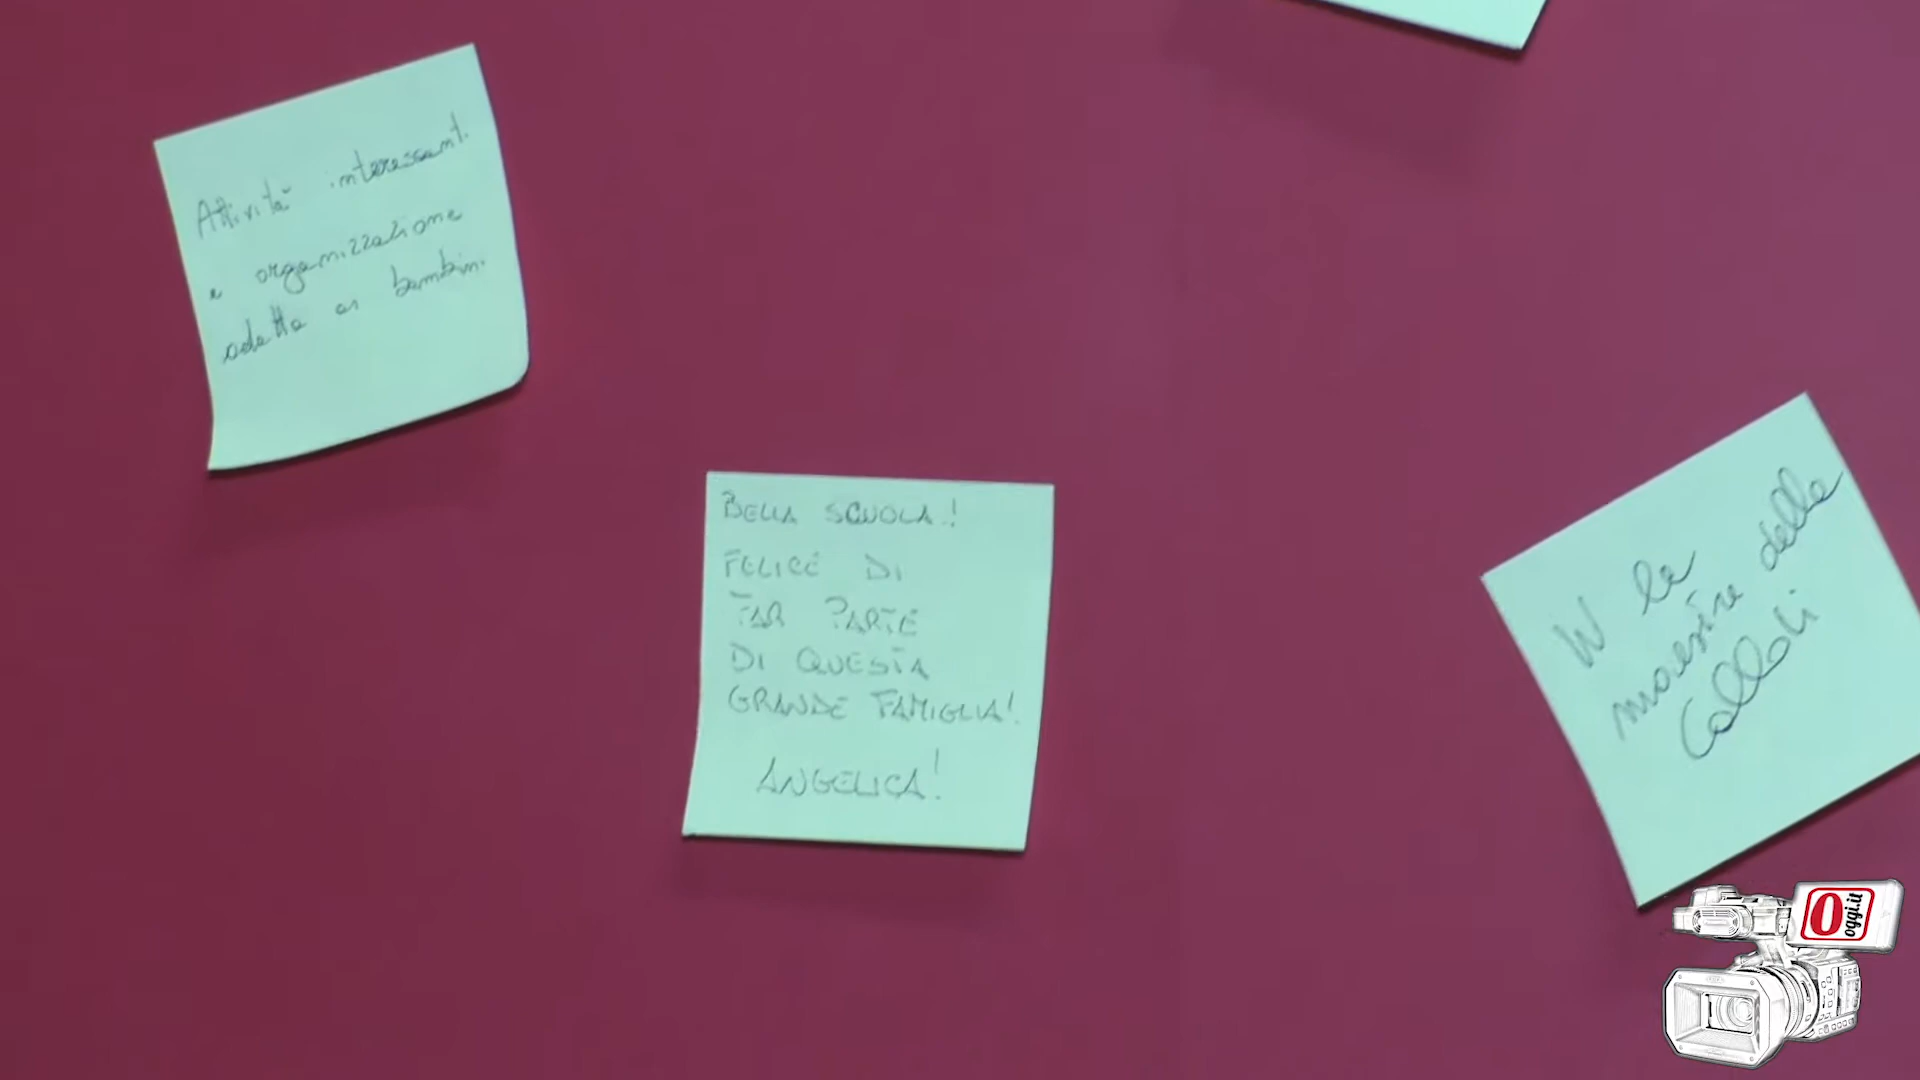 Attività interessanti
e organizzazione
adatta ai bambini
BELLA SCUOLA!
FELICE DI
FAR PARTE
DI QUESTA
GRANDE FAMIGLIA!
ANGELICA!
W le
maestre della
Collodi
Oggi.it